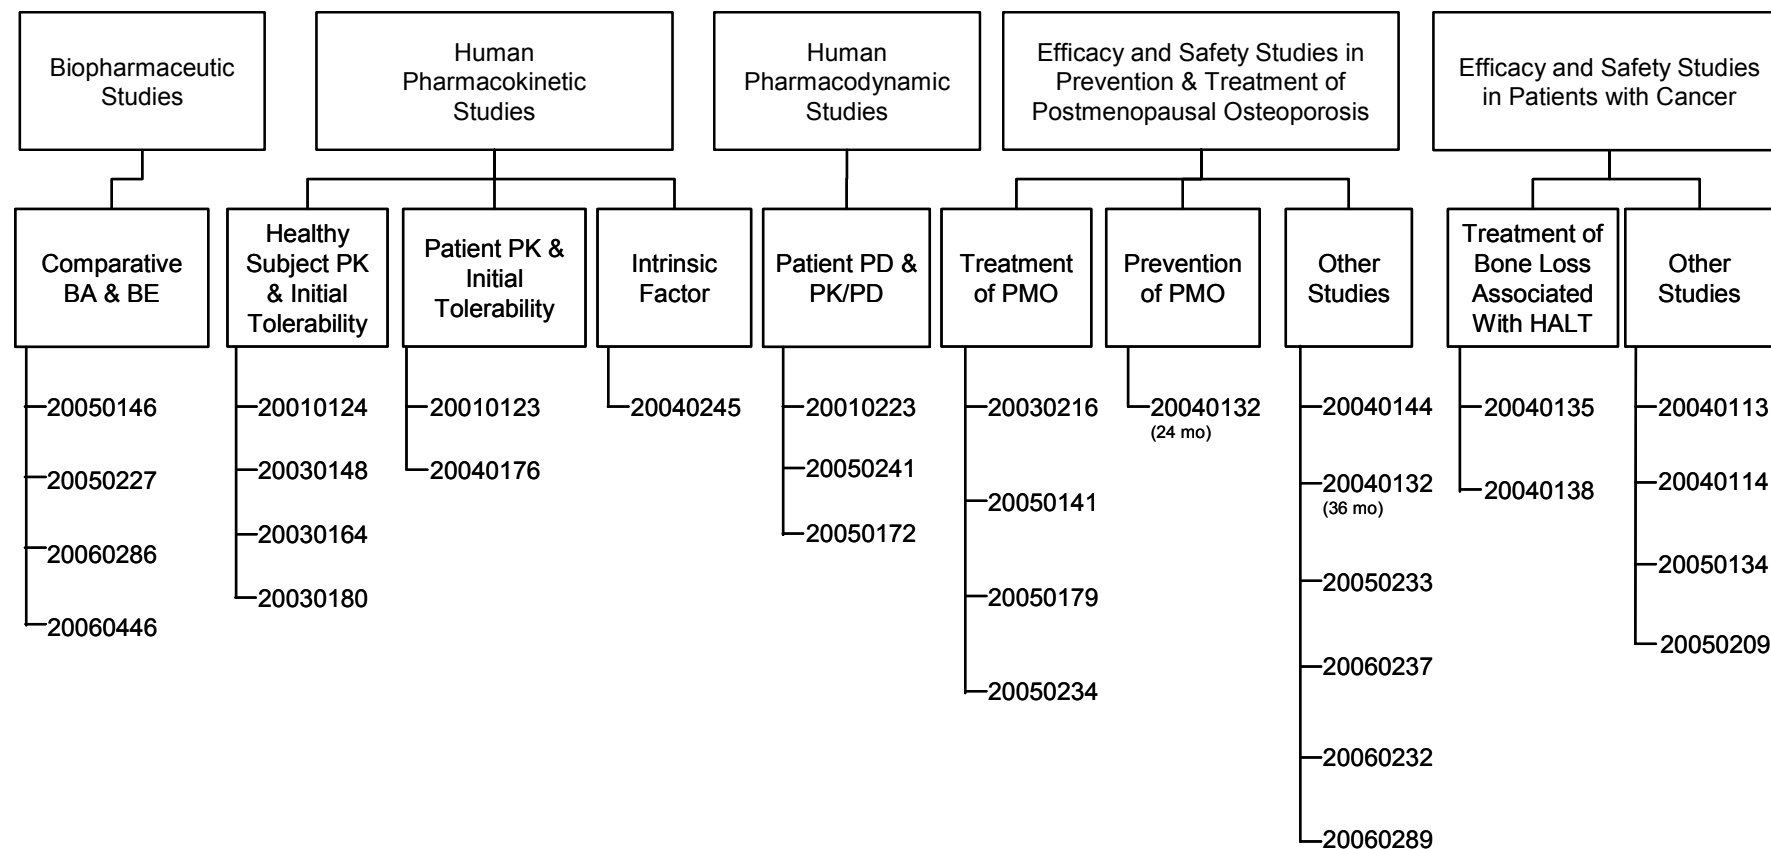 Biopharmaceutic
Studies
Human
Pharmacokinetic
Studies
Human
Pharmacodynamic
Studies
Efficacy and Safety Studies in
Prevention & Treatment of
Postmenopausal Osteoporosis
Efficacy and Safety Studies
in Patients with Cancer
Comparative
BA & BE
Healthy
Subject PK
& Initial
Tolerability
Patient PK &
Initial
Tolerability
Intrinsic
Factor
Patient PD &
PK/PD
Treatment
of PMO
Prevention
of PMO
Other
Studies
Treatment of
Bone Loss
Associated
With HALT
Other
Studies
20050146
20050227
20060286
20060446
20010124
20030148
20030164
20030180
20010123
20040176
20040245
20010223
20050241
20050172
20030216
20050141
20050179
20050234
20040132
(24 mo)
20040144
20040132
(36 mo)
20050233
20060237
20060232
20060289
20040135
20040138
20040113
20040114
20050134
20050209